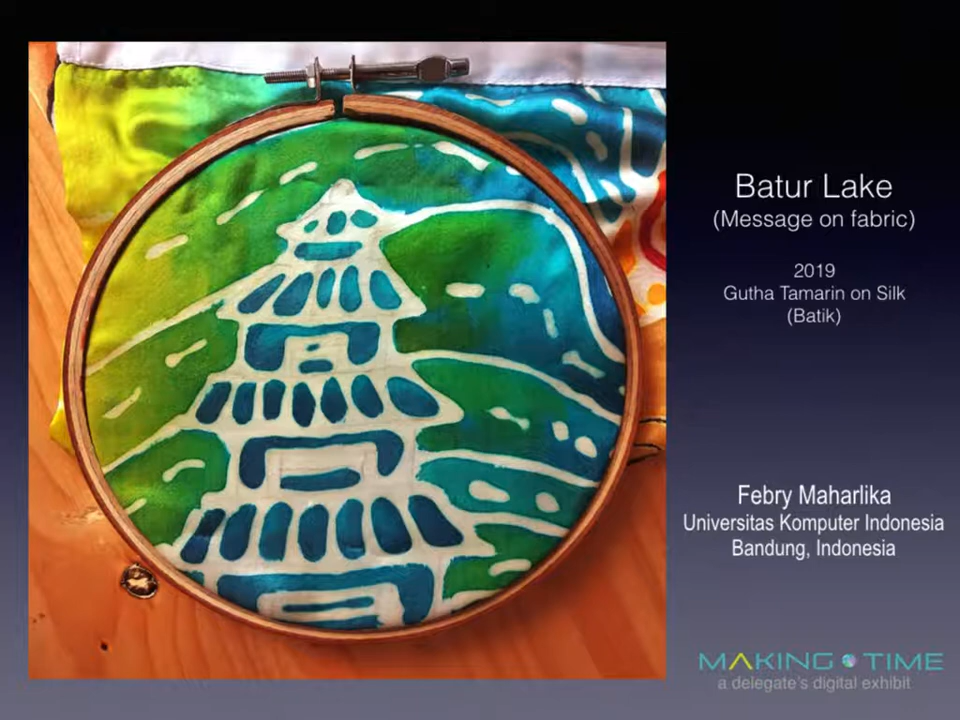 Batur Lake
(Message on fabric)
2019
Gutha Tamarin on Silk
(Batik)
Febry Maharlika
Universitas Komputer Indonesia
Bandung, Indonesia
MAKING TIME
a delegate's digital exhibit